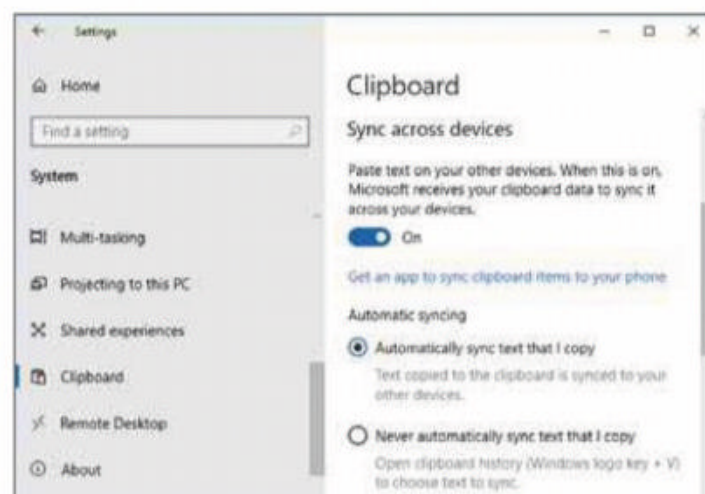 Settings
Home
Find a setting
System
Multi-tasking
Projecting to this PC
Shared experiences
Clipboard
Remote Desktop
About
Clipboard
Sync across devices
Paste text on your other devices. When this is on,
Microsoft receives your clipboard data to sync it
across your devices.
On
Get an app to sync clipboard items to your phone
Automatic syncing
Automatically sync text that I copy
Text copied to the clipboard is synced to your
other devices.
Never automatically sync text that I copy
Open clipboard history (Windows logo key + V)
to choose text to sync.